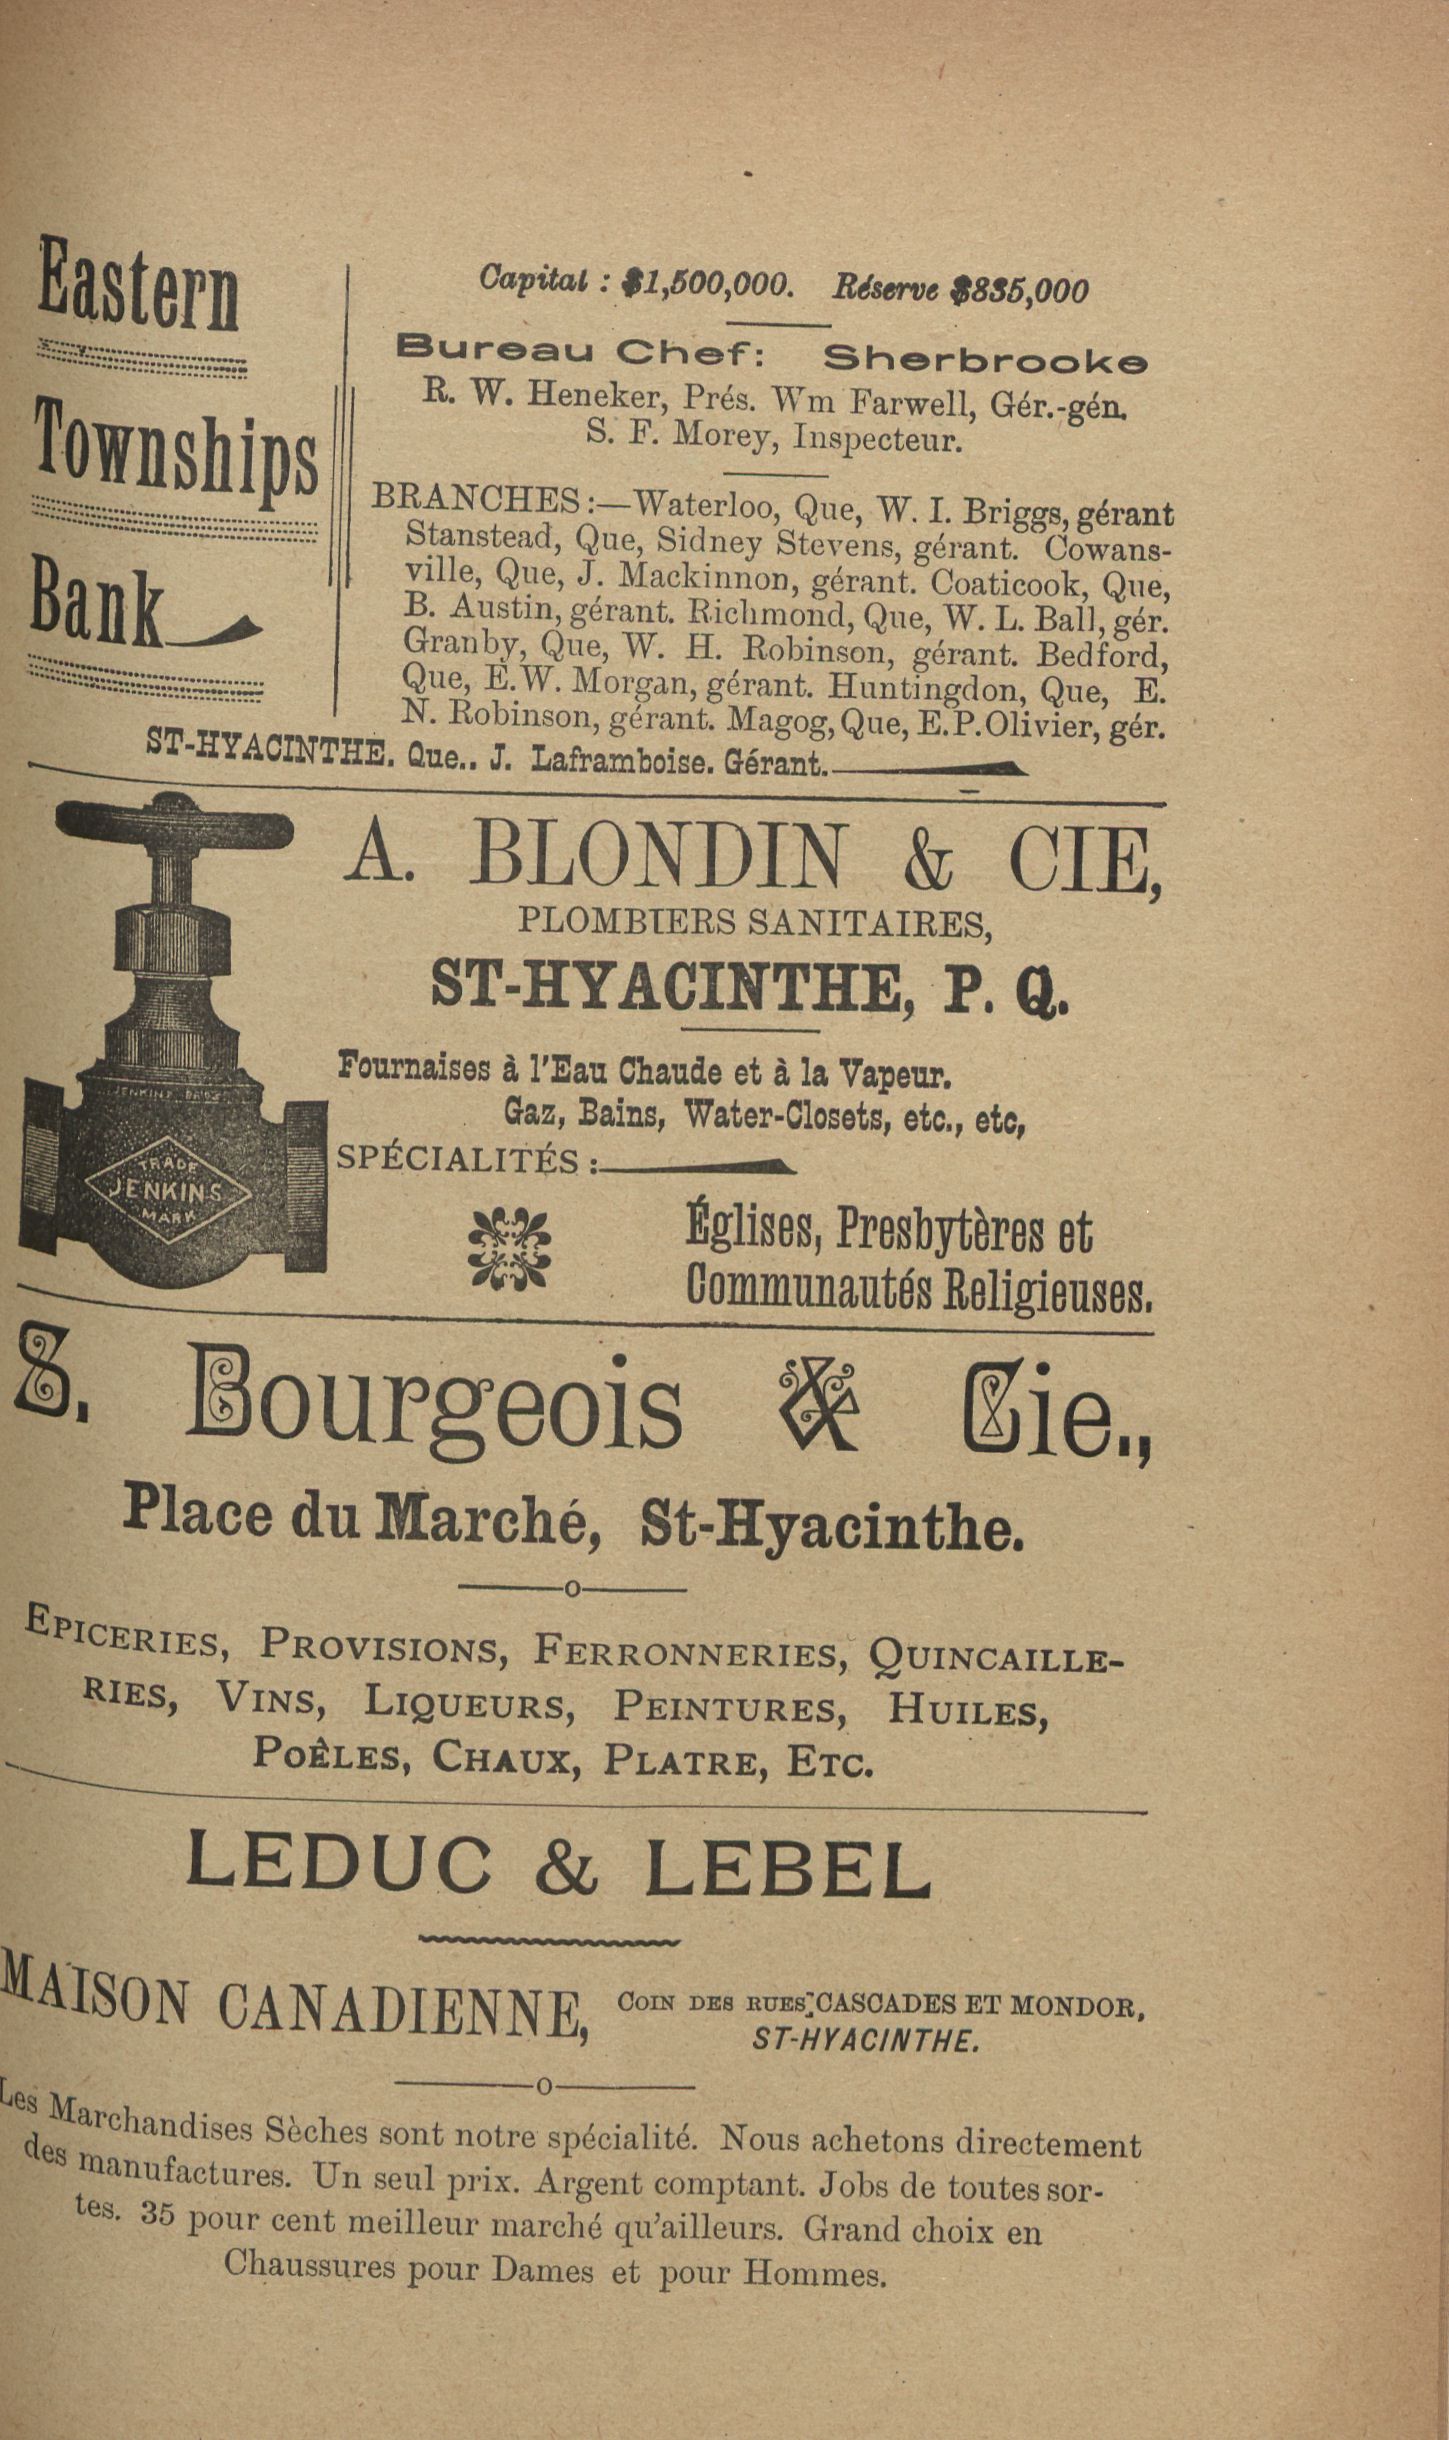 Eastern
Townships
Bank
Capital : $1,500,000. Réserve $835,000
Bureau Chef: Sherbrooke
R. W. Heneker, Prés. Wm Farwell, Gér.-gén.
S. F. Morey, Inspecteur.
BRANCHES:—Waterloo, Que, W. I. Briggs, gérant
Stanstead, Que, Sidney Stevens, gérant. Cowans-
ville, Que, J. Mackinnon, gérant. Coaticook, Que,
B. Austin, gérant. Richmond, Que, W. L. Ball, gér.
Granby, Que, W. H. Robinson, gérant. Bedford,
Que, E.W. Morgan, gérant. Huntingdon, Que, E.
N. Robinson, gérant. Magog, Que, E.P.Olivier, gér.
ST-HYACINTHE. Que.. J. Laframboise. Gérant.
A. BLONDIN & CIE,
PLOMBIERS SANITAIRES,
ST-HYACINTHE, P. Q.
Fournaises à l'Eau Chaude et à la Vapeur.
Gaz, Bains, Water-Closets, etc., etc,
SPÉCIALITÉS :
Églises, Presbytères et
Communautés Religieuses.
JENKINS BROS
TRADE
JENKINS
MARK
S. Bourgeois & Cie.,
Place du Marché, St-Hyacinthe.
EPICERIES, PROVISIONS, FERRONNERIES, QUINCAILLE-
RIES, VINS, LIQUEURS, PEINTURES, HUILES,
POÊLES, CHAUX, PLATRE, ETC.
LEDUC & LEBEL
MAISON CANADIENNE, COIN DES RUES CASCADES ET MONDOR,
ST-HYACINTHE.
Les Marchandises Sèches sont notre spécialité. Nous achetons directement
des manufactures. Un seul prix. Argent comptant. Jobs de toutes sor-
tes. 35 pour cent meilleur marché qu'ailleurs. Grand choix en
Chaussures pour Dames et pour Hommes.